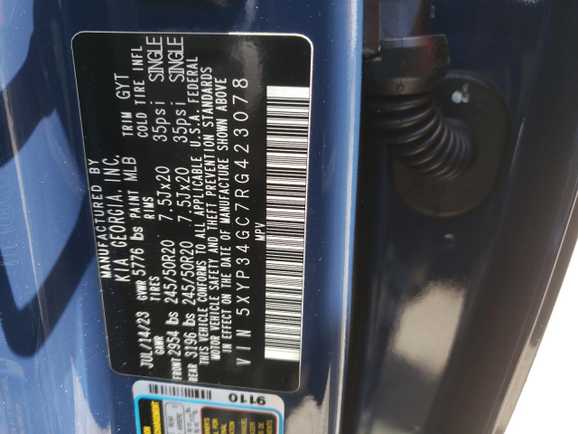 MANUFACTURED BY
KIA GEORGIA, INC.
JUL/14/23 GVWR 5776 lbs PAINT MLB TRIM GYT
GAWR TIRES RIMS COLD TIRE INFL
FRONT 2954 lbs 245/50R20 7.5Jx20 35psi SINGLE
REAR 3196 lbs 245/50R20 7.5Jx20 35psi SINGLE
THIS VEHICLE CONFORMS TO ALL APPLICABLE U.S.A. FEDERAL
MOTOR VEHICLE SAFETY AND THEFT PREVENTION STANDARDS
IN EFFECT ON THE DATE OF MANUFACTURE SHOWN ABOVE
VIN 5XYP34GC7RG423078
MPV
9110